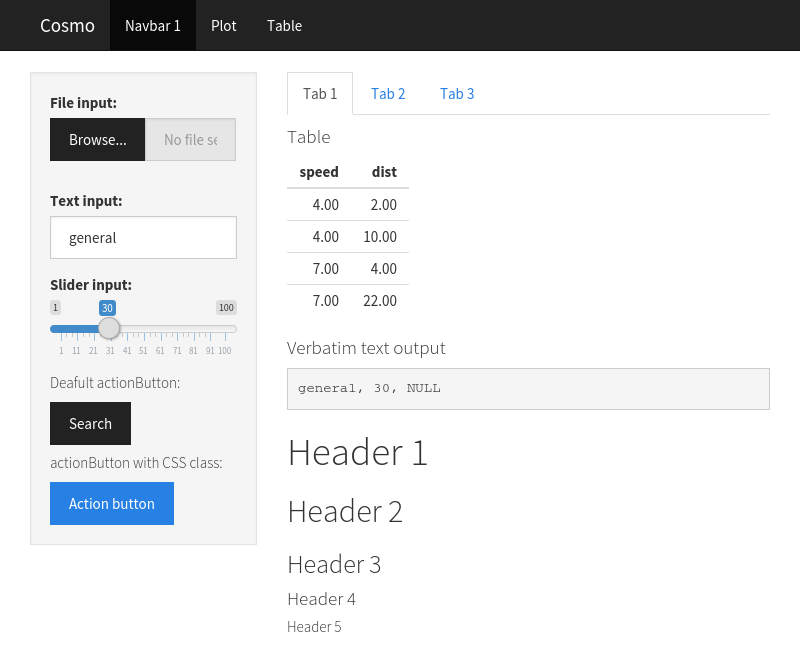 Cosmo Navbar 1 Plot Table
File input:
Browse... No file se
Text input:
general
Slider input:
1 30 100
1 11 21 31 41 51 61 71 81 91 100
Deafult actionButton:
Search
actionButton with CSS class:
Action button
Tab 1 Tab 2 Tab 3
Table
speed dist
4.00 2.00
4.00 10.00
7.00 4.00
7.00 22.00
Verbatim text output
general, 30, NULL
Header 1
Header 2
Header 3
Header 4
Header 5